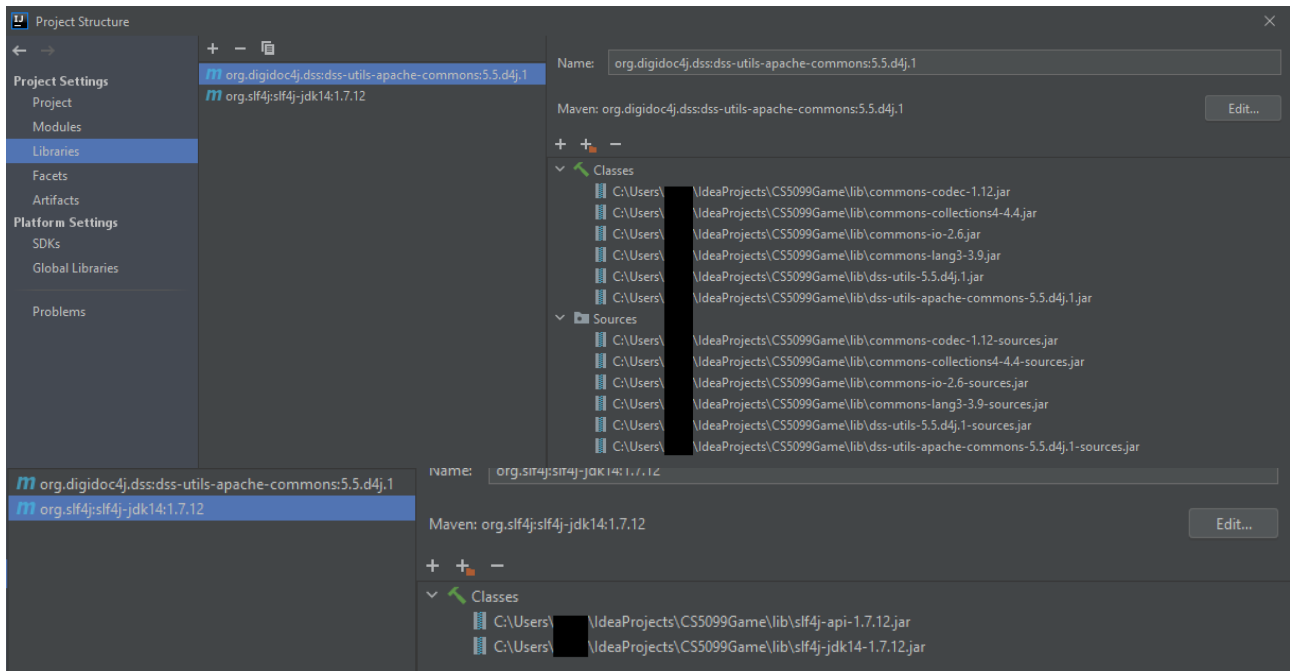 Project Structure
Project Settings
Project
Modules
Libraries
Facets
Artifacts
Platform Settings
SDKs
Global Libraries
Problems
org.digidoc4j.dss:dss-utils-apache-commons:5.5.d4j.1
org.slf4j:slf4j-jdk14:1.7.12
Name: org.digidoc4j.dss:dss-utils-apache-commons:5.5.d4j.1
Maven: org.digidoc4j.dss:dss-utils-apache-commons:5.5.d4j.1 Edit...
Classes
C:\Users\ \IdeaProjects\CS5099Game\lib\commons-codec-1.12.jar
C:\Users\ \IdeaProjects\CS5099Game\lib\commons-collections4-4.4.jar
C:\Users\ \IdeaProjects\CS5099Game\lib\commons-io-2.6.jar
C:\Users\ \IdeaProjects\CS5099Game\lib\commons-lang3-3.9.jar
C:\Users\ \IdeaProjects\CS5099Game\lib\dss-utils-5.5.d4j.1.jar
C:\Users\ \IdeaProjects\CS5099Game\lib\dss-utils-apache-commons-5.5.d4j.1.jar
Sources
C:\Users\ \IdeaProjects\CS5099Game\lib\commons-codec-1.12-sources.jar
C:\Users\ \IdeaProjects\CS5099Game\lib\commons-collections4-4.4-sources.jar
C:\Users\ \IdeaProjects\CS5099Game\lib\commons-io-2.6-sources.jar
C:\Users\ \IdeaProjects\CS5099Game\lib\commons-lang3-3.9-sources.jar
C:\Users\ \IdeaProjects\CS5099Game\lib\dss-utils-5.5.d4j.1-sources.jar
C:\Users\ \IdeaProjects\CS5099Game\lib\dss-utils-apache-commons-5.5.d4j.1-sources.jar
org.digidoc4j.dss:dss-utils-apache-commons:5.5.d4j.1
org.slf4j:slf4j-jdk14:1.7.12
Name: org.slf4j:slf4j-jdk14:1.7.12
Maven: org.slf4j:slf4j-jdk14:1.7.12 Edit...
Classes
C:\Users\ \IdeaProjects\CS5099Game\lib\slf4j-api-1.7.12.jar
C:\Users\ \IdeaProjects\CS5099Game\lib\slf4j-jdk14-1.7.12.jar